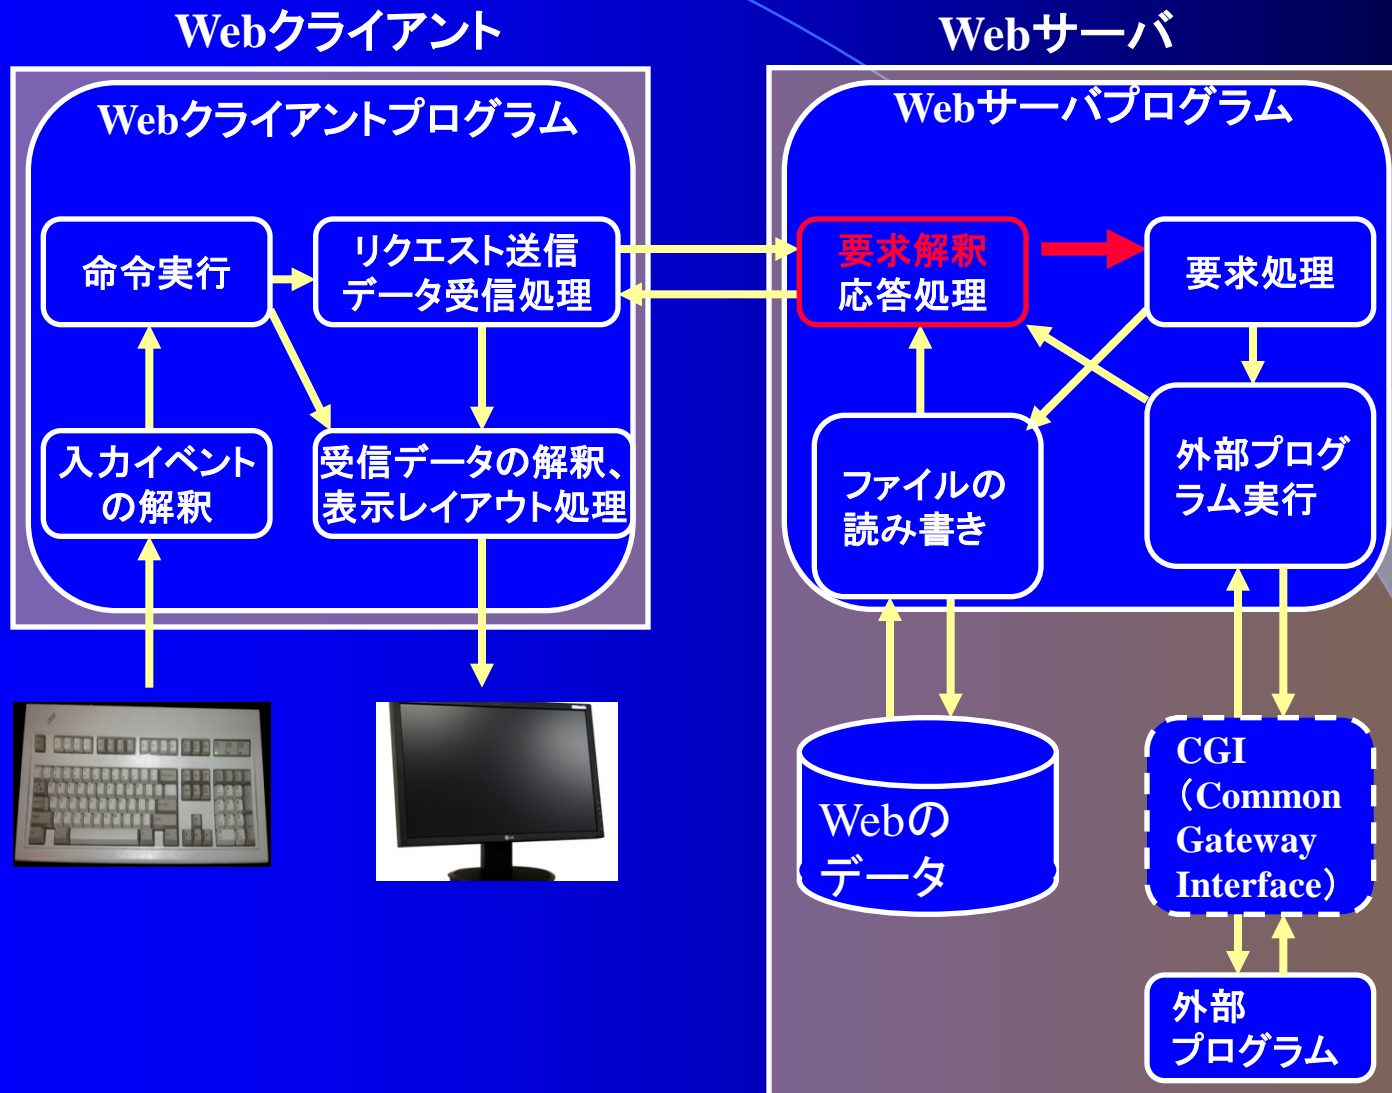 Webクライアント
Webサーバ
Webクライアントプログラム
Webサーバプログラム
命令実行
リクエスト送信
データ受信処理
要求解釈
応答処理
要求処理
入力イベント
の解釈
受信データの解釈、
表示レイアウト処理
ファイルの
読み書き
外部プログ
ラム実行
Webの
データ
CGI
（Common
Gateway
Interface）
外部
プログラム